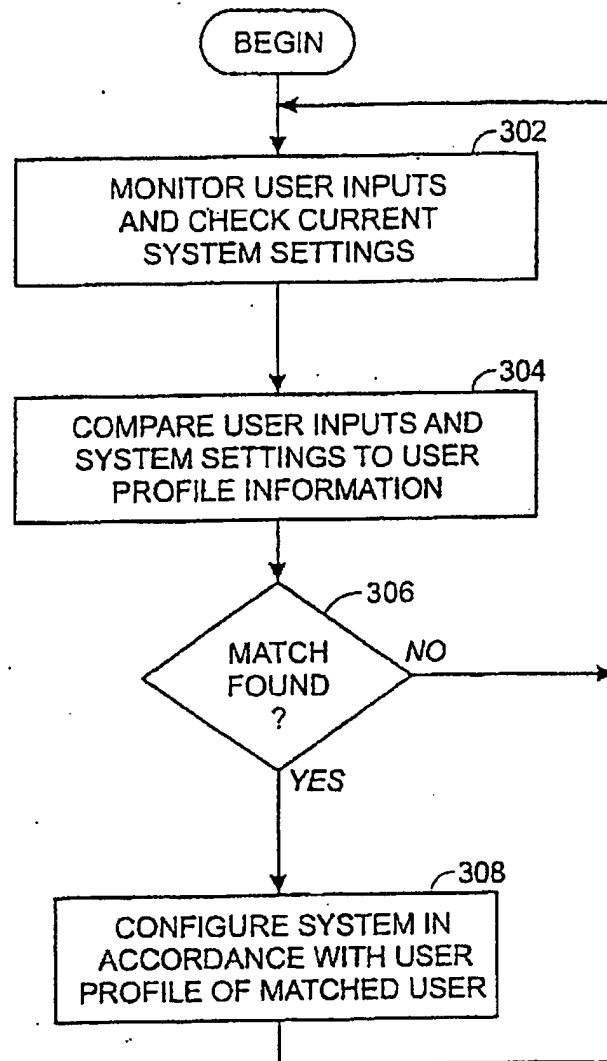 BEGIN
302
MONITOR USER INPUTS
AND CHECK CURRENT
SYSTEM SETTINGS
304
COMPARE USER INPUTS AND
SYSTEM SETTINGS TO USER
PROFILE INFORMATION
306
MATCH
FOUND
?
NO
YES
308
CONFIGURE SYSTEM IN
ACCORDANCE WITH USER
PROFILE OF MATCHED USER